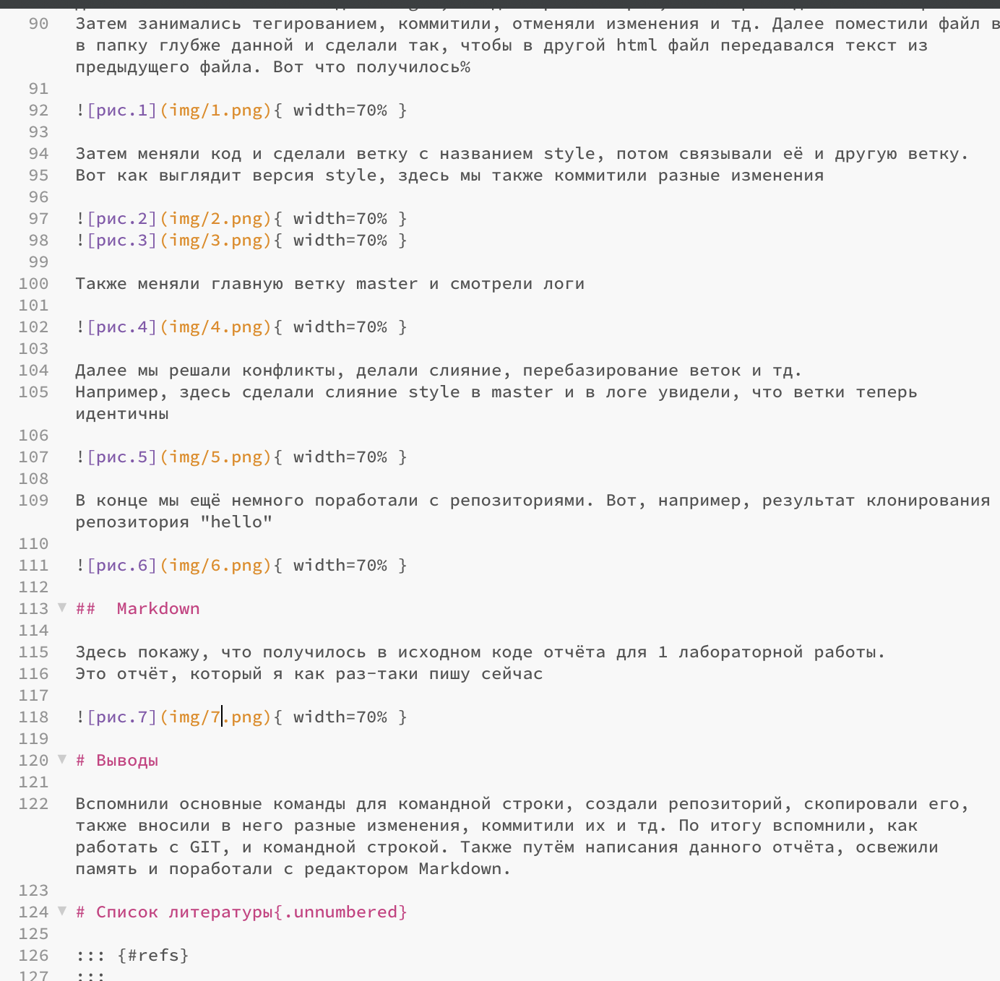 90 Затем занимались тегированием, коммитили, отменяли изменения и тд. Далее поместили файл в
в папку глубже данной и сделали так, чтобы в другой html файл передавался текст из
предыдущего файла. Вот что получилось%
91
92 ![рис.1](img/1.png){ width=70% }
93
94 Затем меняли код и сделали ветку с названием style, потом связывали её и другую ветку.
95 Вот как выглядит версия style, здесь мы также коммитили разные изменения
96
97 ![рис.2](img/2.png){ width=70% }
98 ![рис.3](img/3.png){ width=70% }
99
100 Также меняли главную ветку master и смотрели логи
101
102 ![рис.4](img/4.png){ width=70% }
103
104 Далее мы решали конфликты, делали слияние, перебазирование веток и тд.
105 Например, здесь сделали слияние style в master и в логе увидели, что ветки теперь
идентичны
106
107 ![рис.5](img/5.png){ width=70% }
108
109 В конце мы ещё немного поработали с репозиториями. Вот, например, результат клонирования
репозитория "hello"
110
111 ![рис.6](img/6.png){ width=70% }
112
113 ##  Markdown
114
115 Здесь покажу, что получилось в исходном коде отчёта для 1 лабораторной работы.
116 Это отчёт, который я как раз-таки пишу сейчас
117
118 ![рис.7](img/7.png){ width=70% }
119
120 # Выводы
121
122 Вспомнили основные команды для командной строки, создали репозиторий, скопировали его,
также вносили в него разные изменения, коммитили их и тд. По итогу вспомнили, как
работать с GIT, и командной строкой. Также путём написания данного отчёта, освежили
память и поработали с редактором Markdown.
123
124 # Список литературы{.unnumbered}
125
126 ::: {#refs}
127 :::